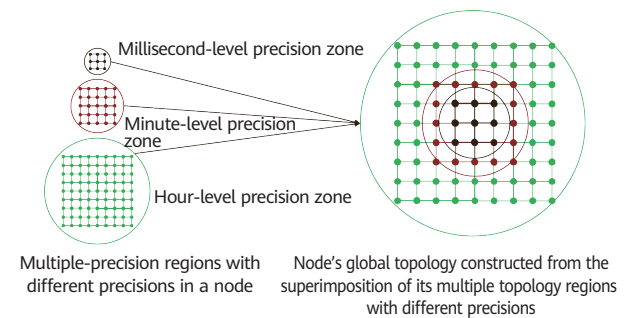 Millisecond-level precision zone
Minute-level precision
zone
Hour-level precision zone
Multiple-precision regions with
different precisions in a node
Node's global topology constructed from the
superimposition of its multiple topology regions
with different precisions